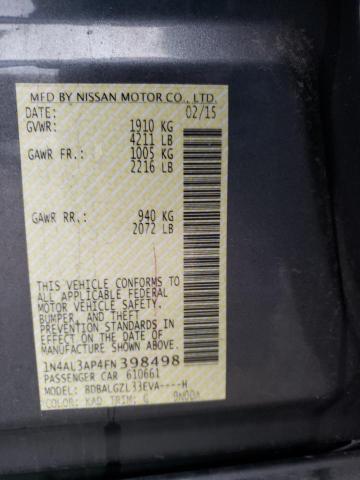 MFD BY NISSAN MOTOR CO., LTD.
DATE: 02/15
GVWR: 1910 KG
4211 LB
GAWR FR.: 1005 KG
2216 LB
GAWR RR.: 940 KG
2072 LB
THIS VEHICLE CONFORMS TO
ALL APPLICABLE FEDERAL
MOTOR VEHICLE SAFETY,
BUMPER, AND THEFT
PREVENTION STANDARDS IN
EFFECT ON THE DATE OF
MANUFACTURE SHOWN ABOVE.
1N4AL3AP4FN398498
PASSENGER CAR 610661
MODEL: BDBALGZL33EVA----H
COLOR: KAD TRIM: G 9N00A